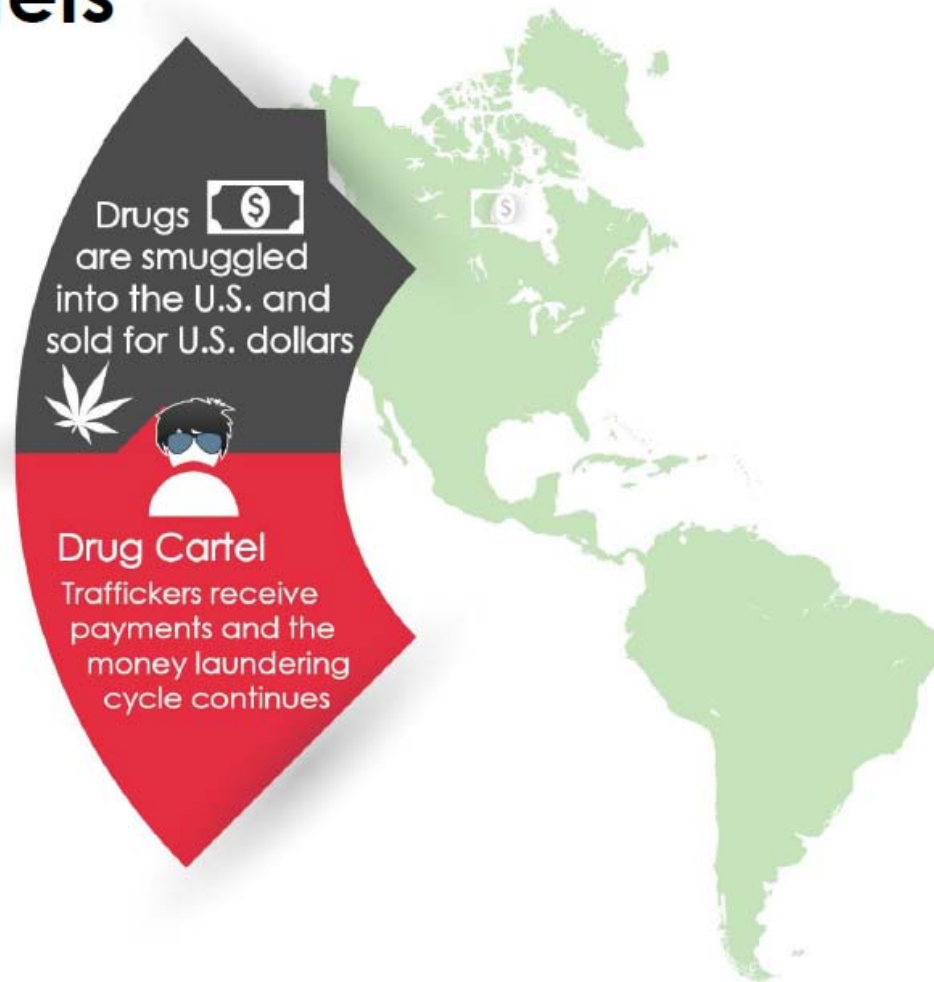 Drugs $
are smuggled
into the U.S. and
sold for U.S. dollars
$
Drug Cartel
Traffickers receive
payments and the
money laundering
cycle continues